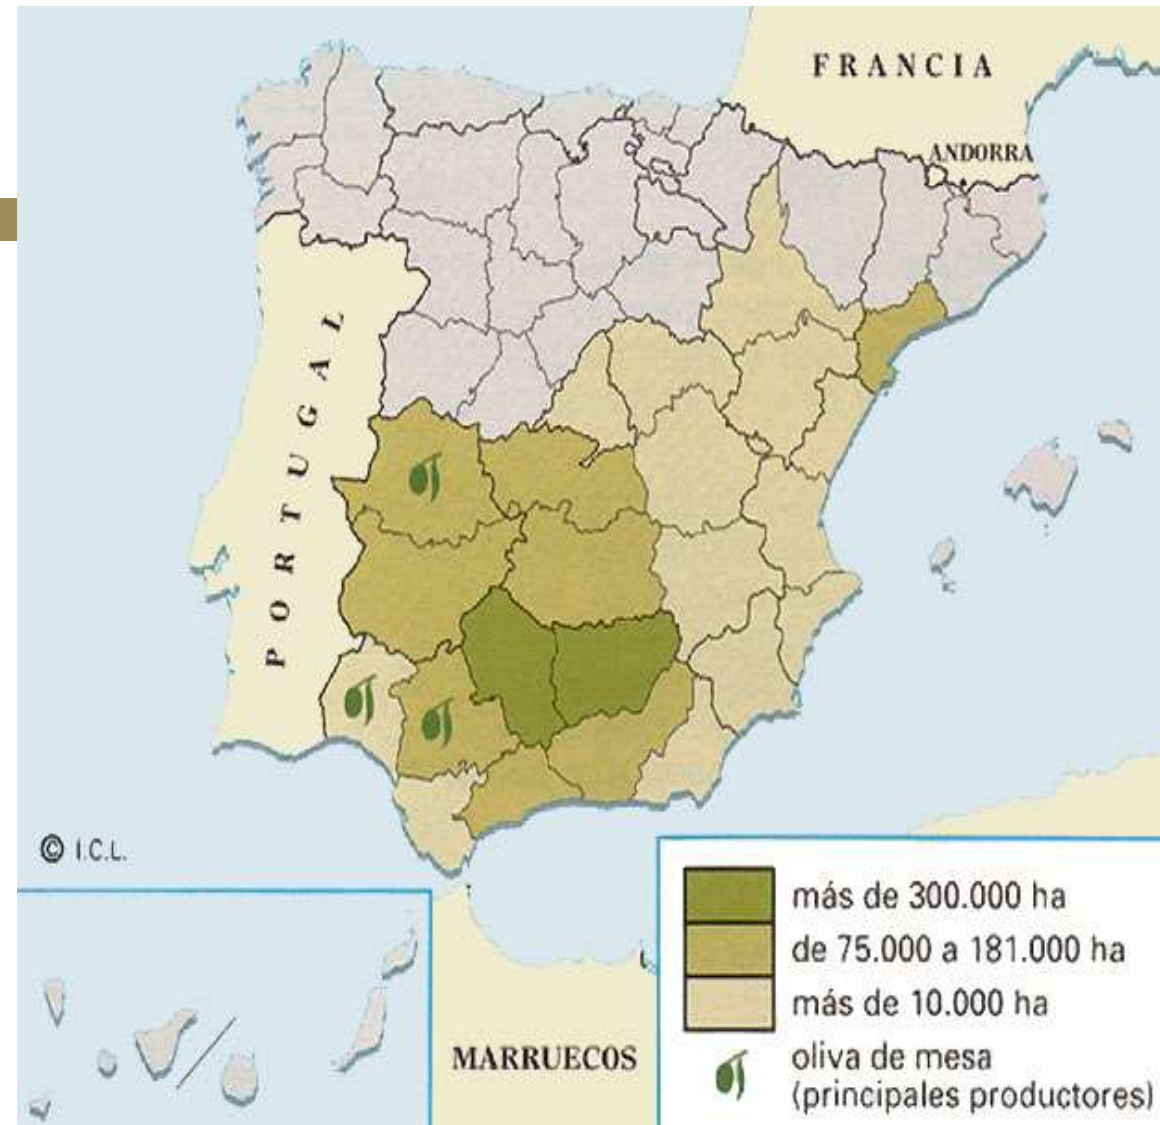 FRANCIA
ANDORRA
PORTUGAL
© I.C.L.
MARRUECOS
más de 300.000 ha
de 75.000 a 181.000 ha
más de 10.000 ha
oliva de mesa
(principales productores)